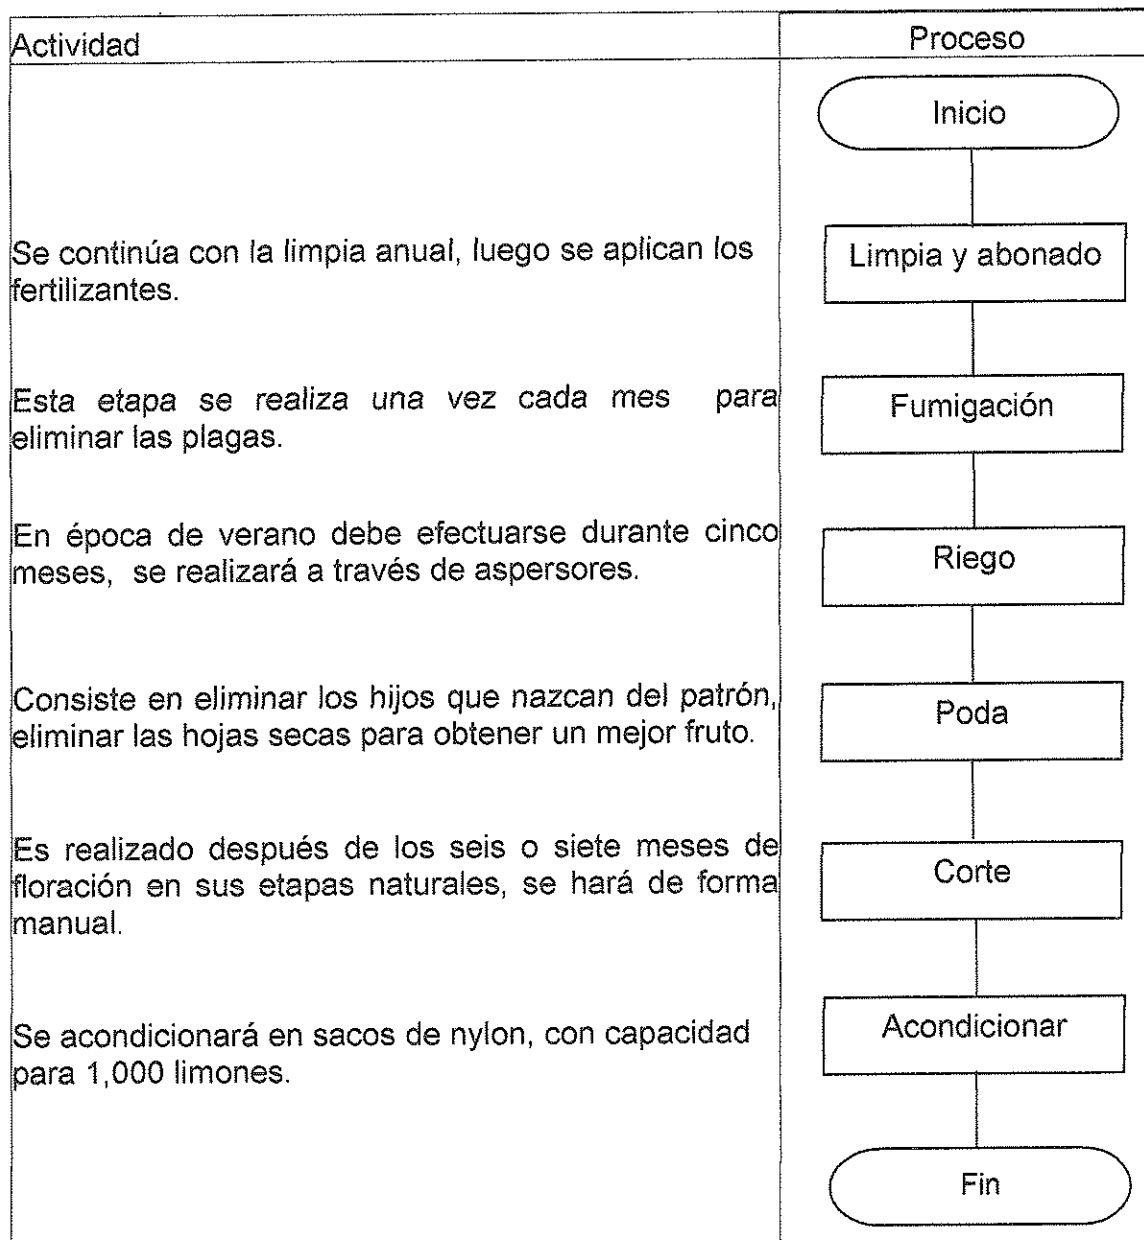 Actividad
Proceso
Inicio
Se continúa con la limpia anual, luego se aplican los
fertilizantes.
Limpia y abonado
Esta etapa se realiza una vez cada mes para
eliminar las plagas.
Fumigación
En época de verano debe efectuarse durante cinco
meses, se realizará a través de aspersores.
Riego
Consiste en eliminar los hijos que nazcan del patrón,
eliminar las hojas secas para obtener un mejor fruto.
Poda
Es realizado después de los seis o siete meses de
floración en sus etapas naturales, se hará de forma
manual.
Corte
Se acondicionará en sacos de nylon, con capacidad
para 1,000 limones.
Acondicionar
Fin